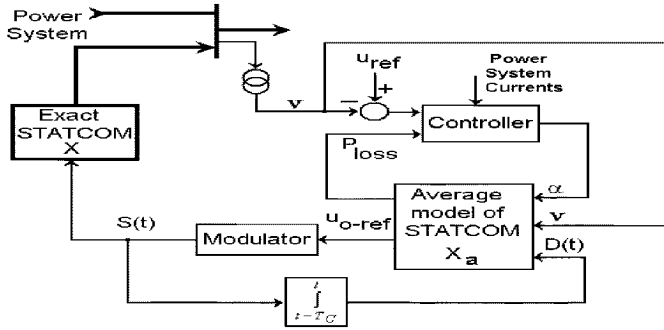 Power
System
u_ref
+
−
v
Power
System
Currents
Controller
Exact
STATCOM
X
P_loss
α
Average
model of
STATCOM
X_a
v
D(t)
u_o-ref
S(t)
Modulator
t
∫
t−T_C